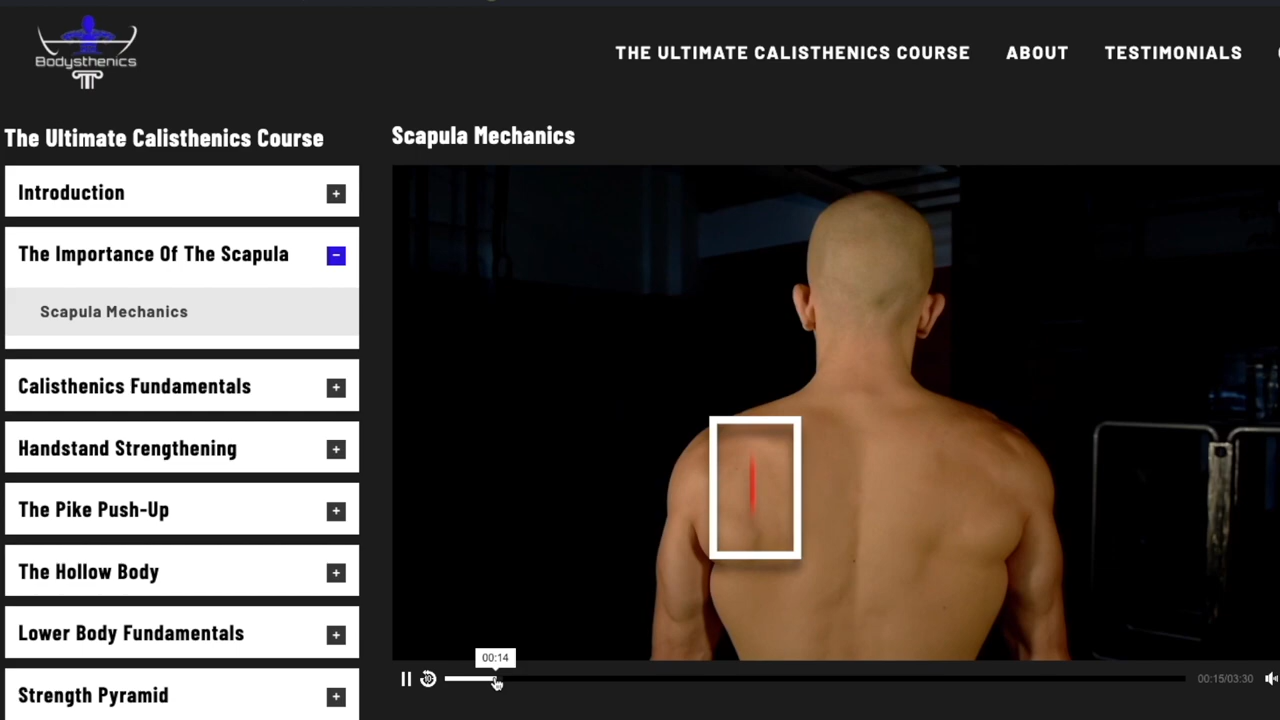 Bodysthenics
THE ULTIMATE CALISTHENICS COURSE
ABOUT
TESTIMONIALS
The Ultimate Calisthenics Course
Introduction
The Importance Of The Scapula
Scapula Mechanics
Calisthenics Fundamentals
Handstand Strengthening
The Pike Push-Up
The Hollow Body
Lower Body Fundamentals
Strength Pyramid
Scapula Mechanics
00:14
10
00:15/03:30